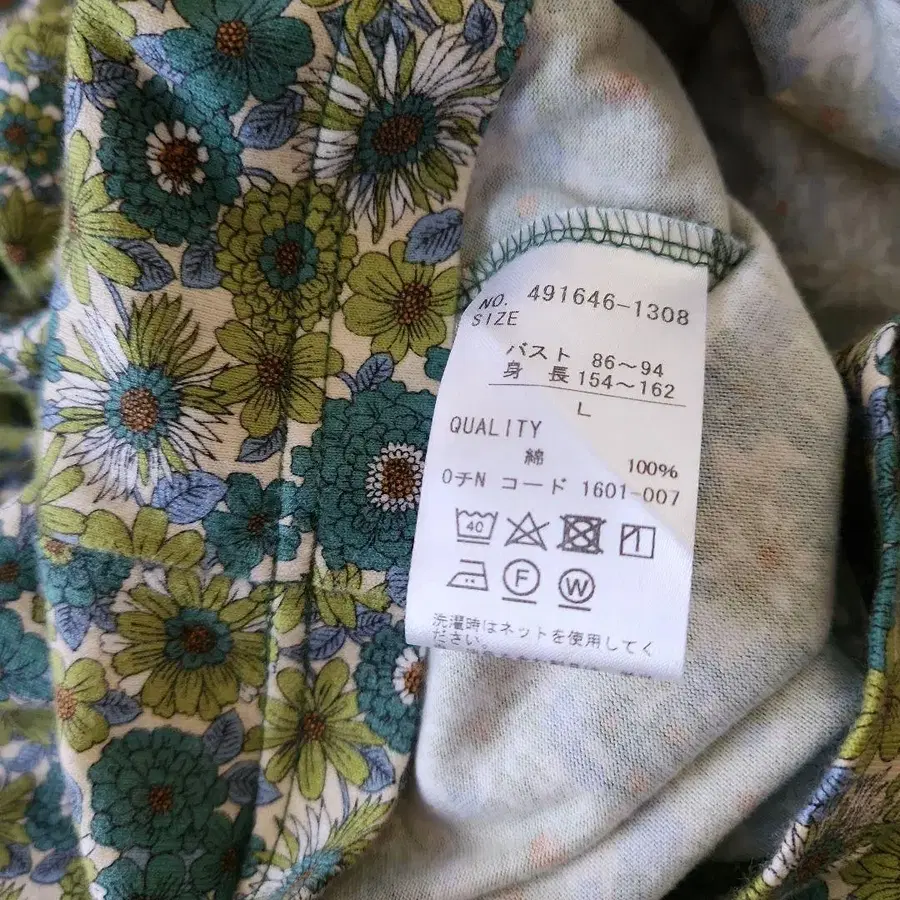 NO. 491646-1308
SIZE
バスト 86～94
身 長 154～162
L
QUALITY
綿 100%
0チN コード 1601-007
40
F W
洗濯時はネットを使用してく
ださい。